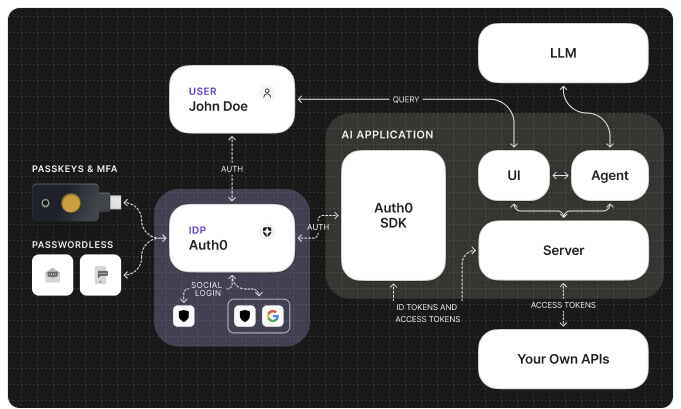 LLM
USER
John Doe
QUERY
AI APPLICATION
PASSKEYS & MFA
AUTH
Auth0
SDK
UI
Agent
IDP
Auth0
AUTH
PASSWORDLESS
Server
SOCIAL
LOGIN
ID TOKENS AND
ACCESS TOKENS
ACCESS TOKENS
Your Own APIs